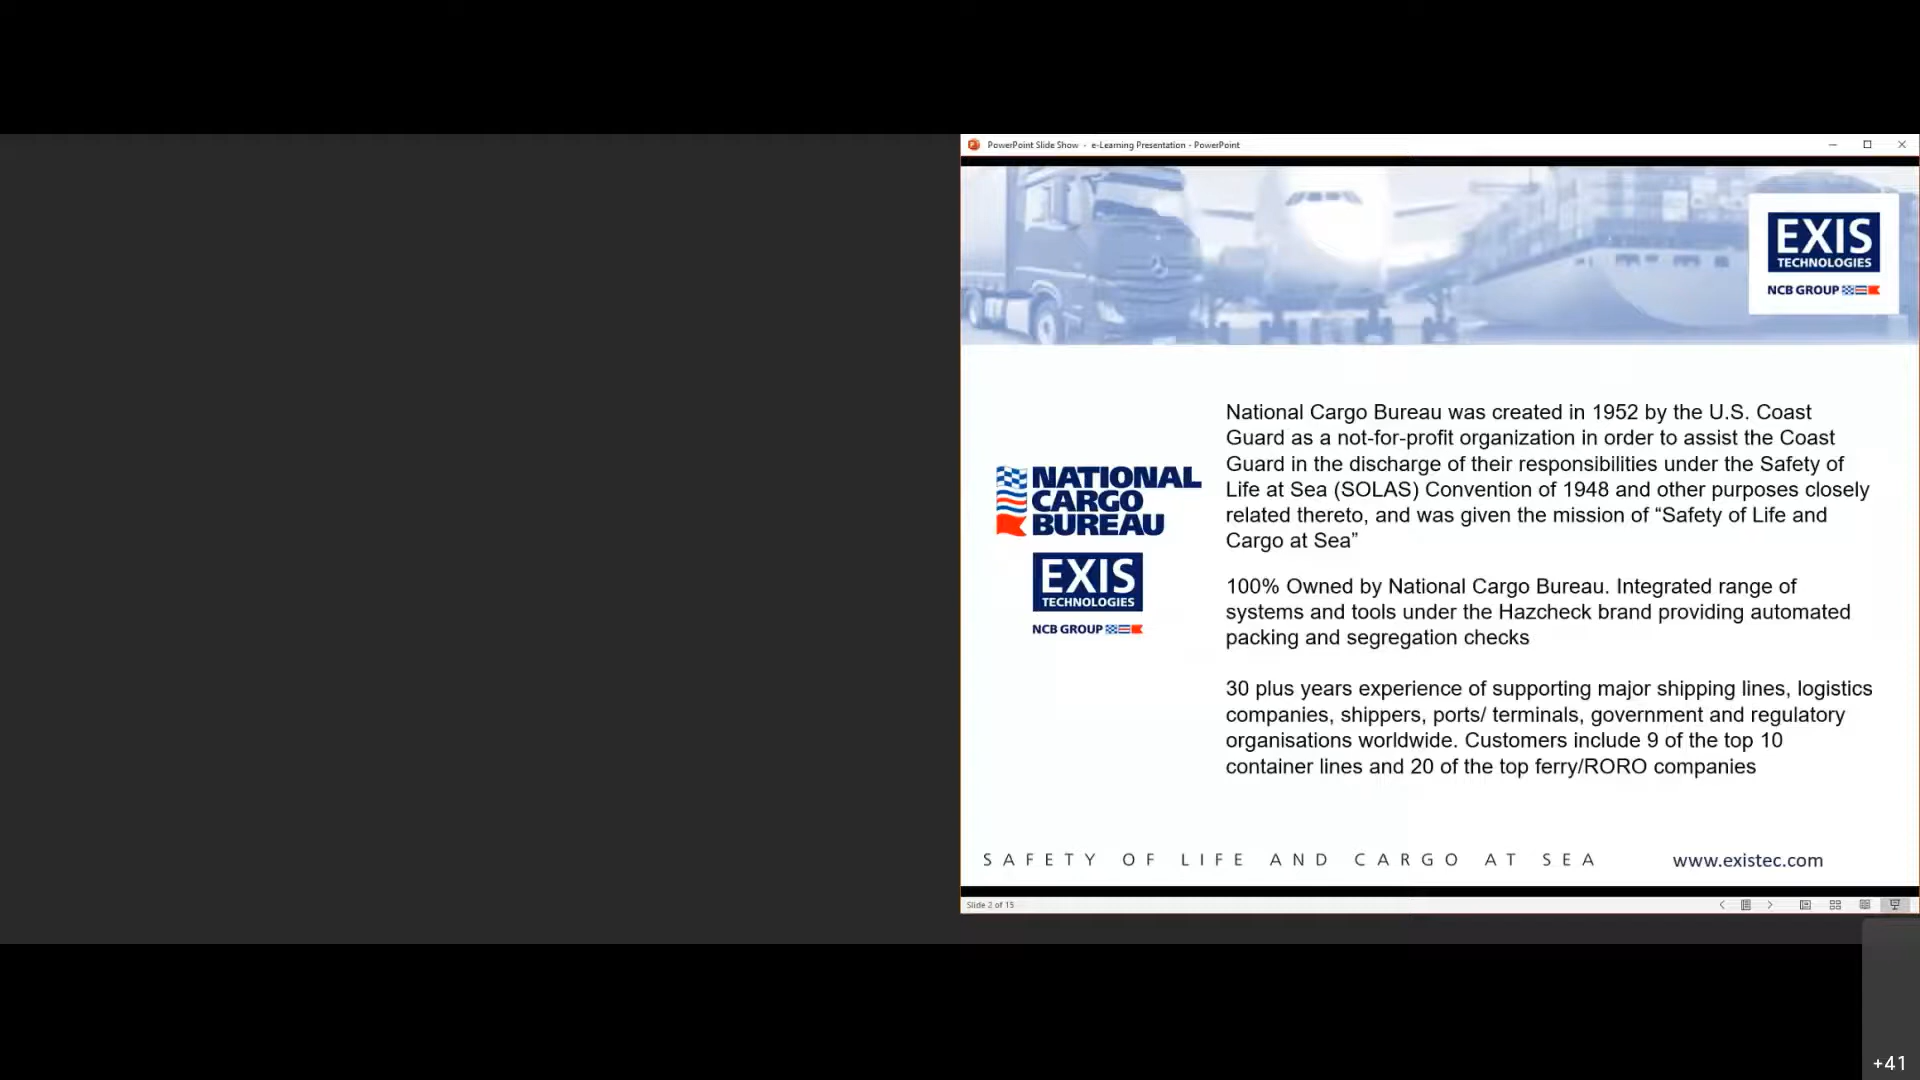 PowerPoint Slide Show - e-Learning Presentation - PowerPoint
EXIS
TECHNOLOGIES
NCB GROUP
National Cargo Bureau was created in 1952 by the U.S. Coast
Guard as a not-for-profit organization in order to assist the Coast
Guard in the discharge of their responsibilities under the Safety of
Life at Sea (SOLAS) Convention of 1948 and other purposes closely
related thereto, and was given the mission of “Safety of Life and
Cargo at Sea”
NATIONAL
CARGO
BUREAU
EXIS
TECHNOLOGIES
NCB GROUP
100% Owned by National Cargo Bureau. Integrated range of
systems and tools under the Hazcheck brand providing automated
packing and segregation checks
30 plus years experience of supporting major shipping lines, logistics
companies, shippers, ports/ terminals, government and regulatory
organisations worldwide. Customers include 9 of the top 10
container lines and 20 of the top ferry/RORO companies
SAFETY OF LIFE AND CARGO AT SEA
www.existec.com
Slide 2 of 15
+41